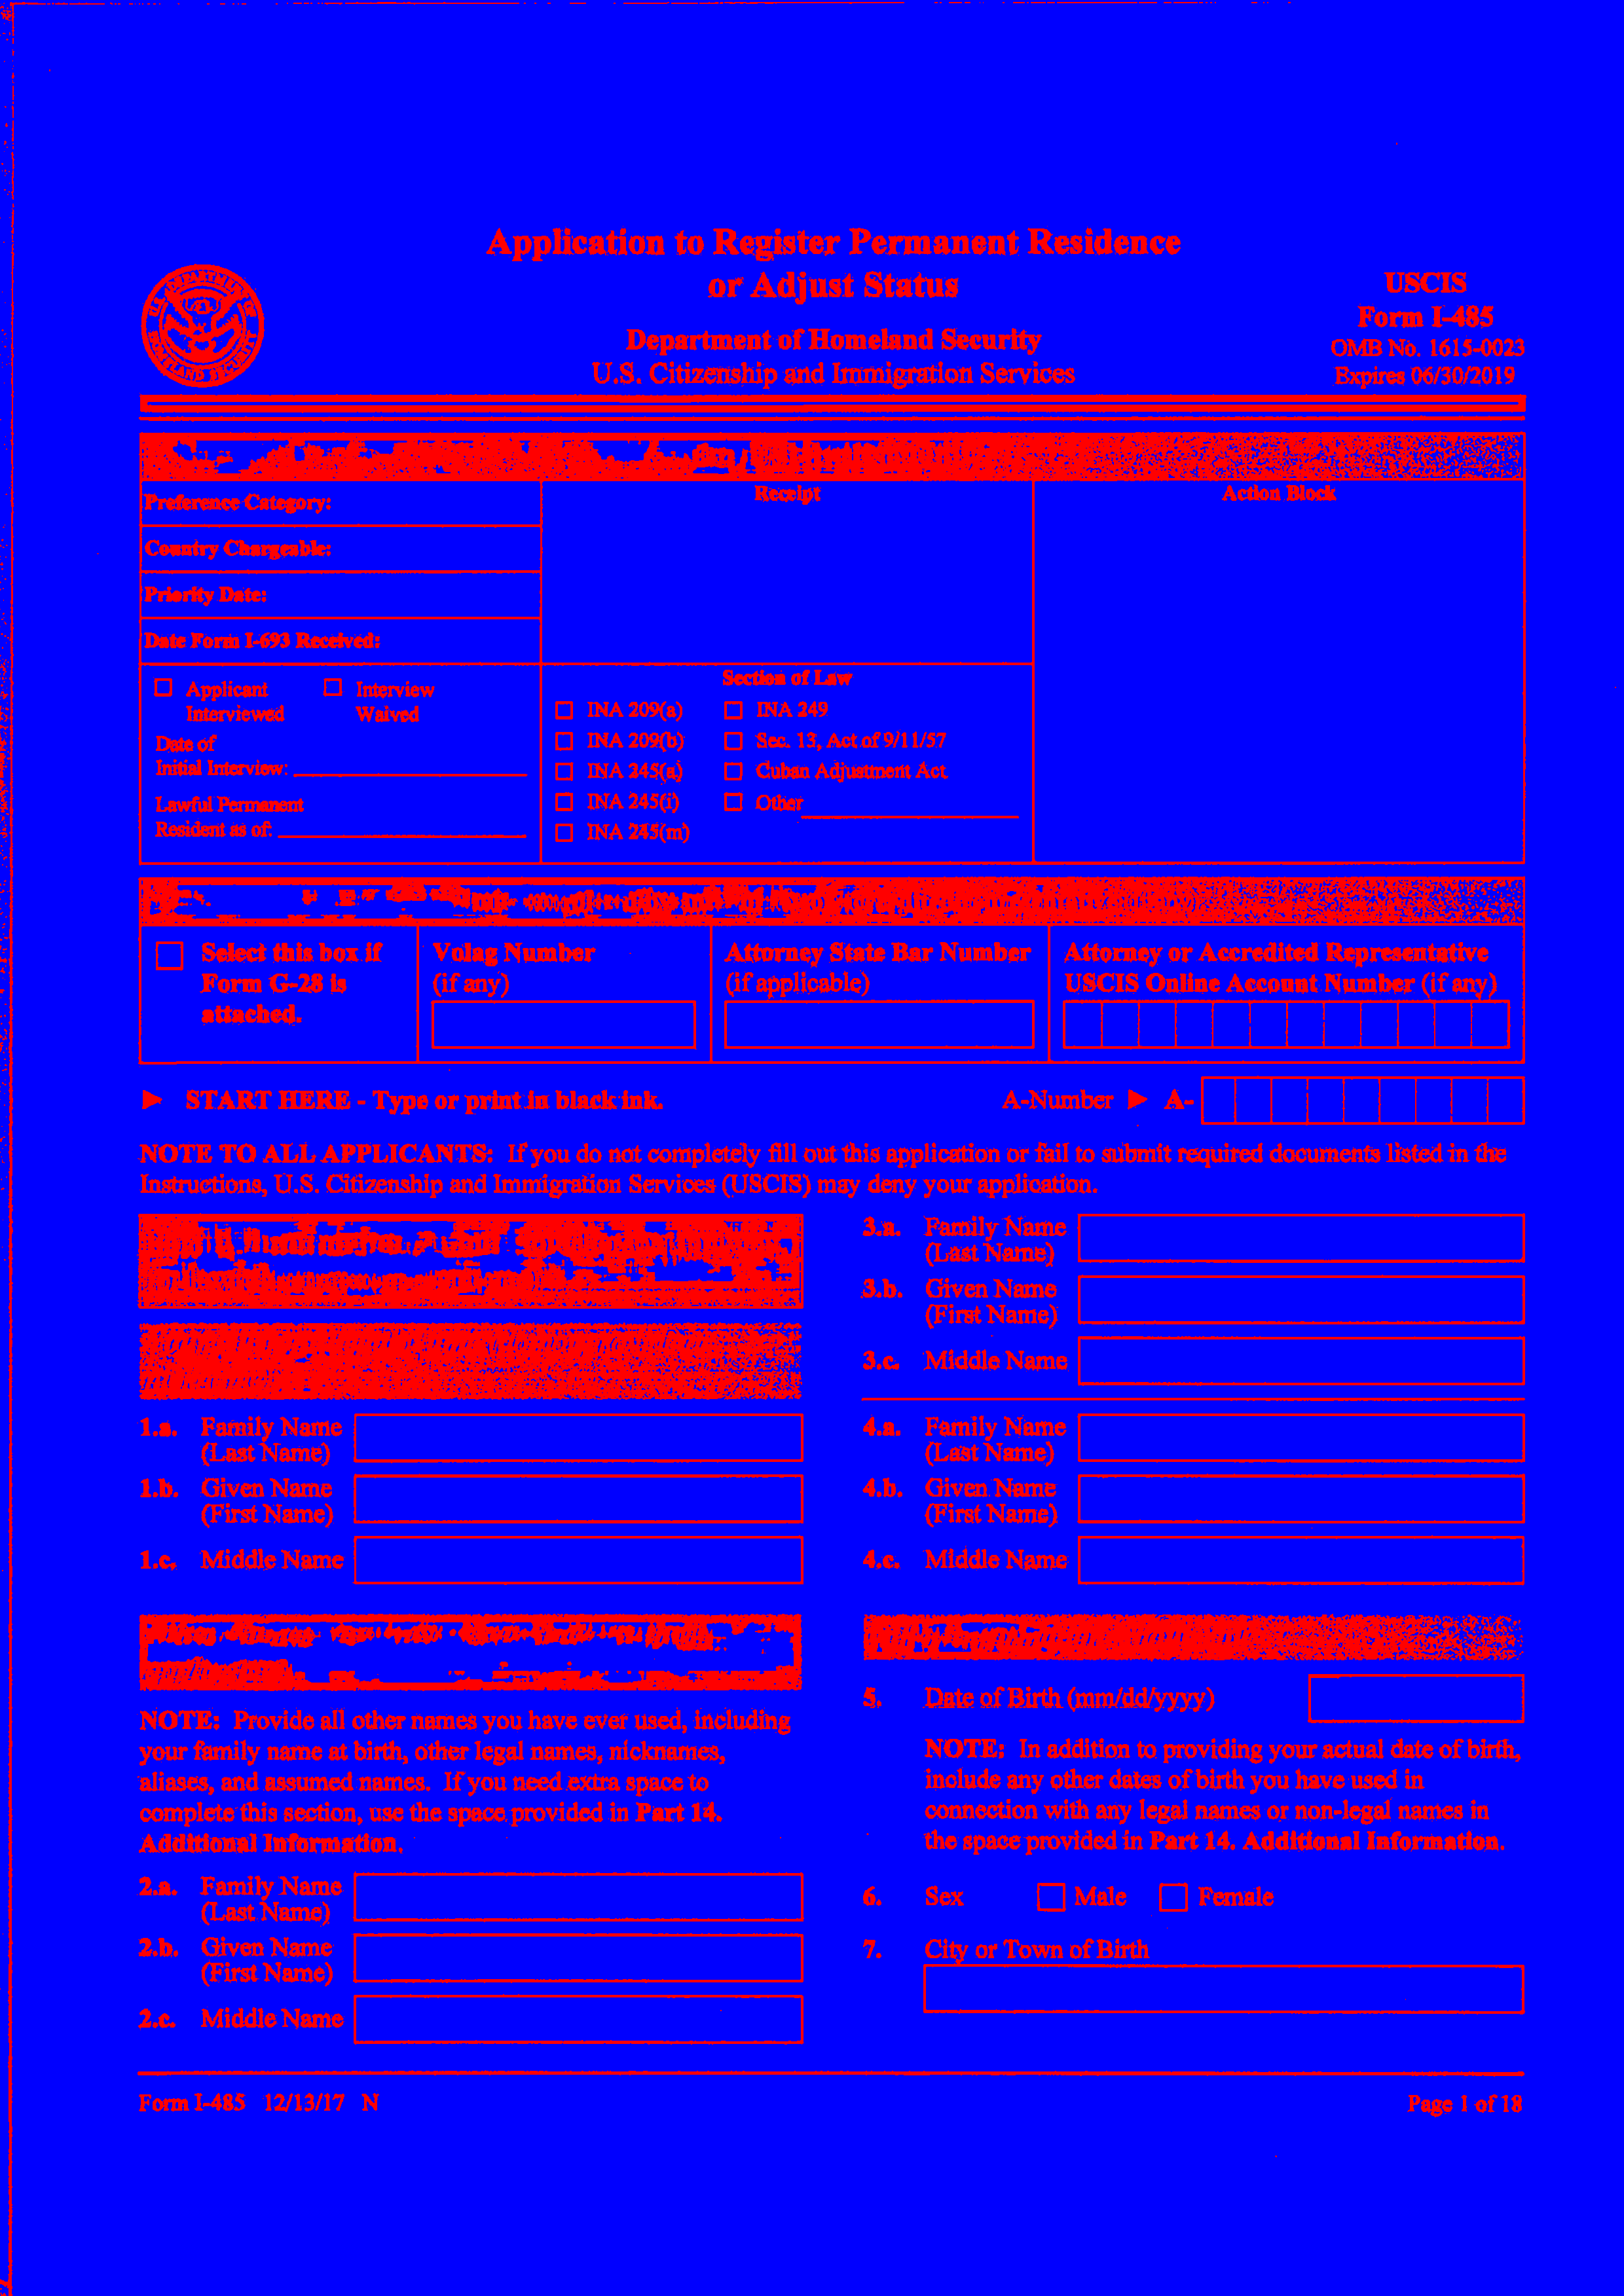 Application to Register Permanent Residence
or Adjust Status
Department of Homeland Security
U.S. Citizenship and Immigration Services
USCIS
Form I-485
OMB No. 1615-0023
Expires 06/30/2019
U.S. DEPARTMENT OF HOMELAND SECURITY
Preference Category:
Country Chargeable:
Priority Date:
Date Form I-693 Received:
Receipt
Action Block
Applicant Interviewed
Interview Waived
Date of
Initial Interview:
Lawful Permanent
Resident as of:
Section of Law
INA 209(a)
INA 209(b)
INA 245(a)
INA 245(i)
INA 245(m)
INA 249
Sec. 13, Act of 9/11/57
Cuban Adjustment Act
Other
Select this box if
Form G-28 is
attached.
Volag Number
(if any)
Attorney State Bar Number
(if applicable)
Attorney or Accredited Representative
USCIS Online Account Number (if any)
► START HERE - Type or print in black ink.
A-Number ► A-
NOTE TO ALL APPLICANTS: If you do not completely fill out this application or fail to submit required documents listed in the
Instructions, U.S. Citizenship and Immigration Services (USCIS) may deny your application.
1.a. Family Name
(Last Name)
1.b. Given Name
(First Name)
1.c. Middle Name
NOTE: Provide all other names you have ever used, including
your family name at birth, other legal names, nicknames,
aliases, and assumed names. If you need extra space to
complete this section, use the space provided in Part 14.
Additional Information.
2.a. Family Name
(Last Name)
2.b. Given Name
(First Name)
2.c. Middle Name
3.a. Family Name
(Last Name)
3.b. Given Name
(First Name)
3.c. Middle Name
4.a. Family Name
(Last Name)
4.b. Given Name
(First Name)
4.c. Middle Name
5. Date of Birth (mm/dd/yyyy)
NOTE: In addition to providing your actual date of birth,
include any other dates of birth you have used in
connection with any legal names or non-legal names in
the space provided in Part 14. Additional Information.
6. Sex Male Female
7. City or Town of Birth
Form I-485 12/13/17 N
Page 1 of 18